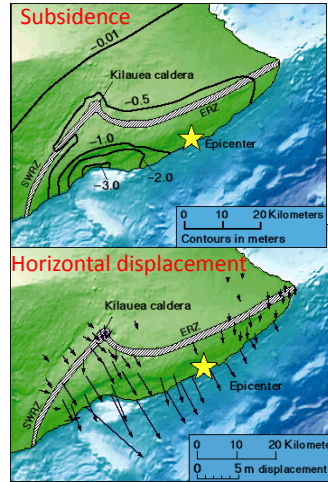 Subsidence
-0.01
Kilauea caldera
-0.5
ERZ
Epicenter
-1.0
SWRZ
-2.0
-3.0
0 10 20 Kilometers
Contours in meters
Horizontal displacement
Kilauea caldera
ERZ
Epicenter
SWRZ
0 10 20 Kilomete
0 5 m displacement